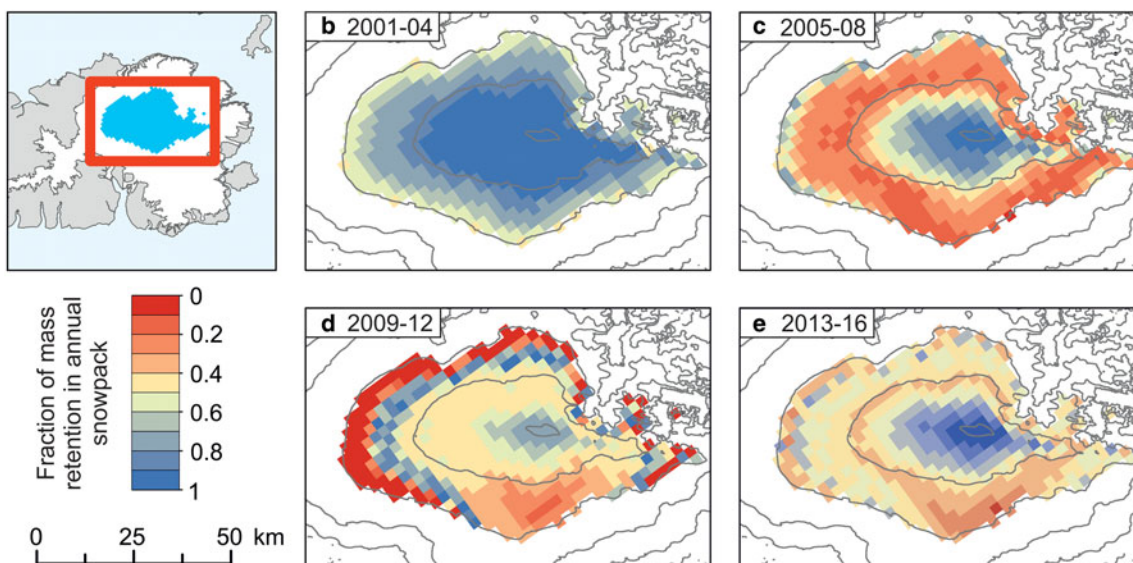 b 2001-04
c 2005-08
Fraction of mass
retention in annual
snowpack
0
0.2
0.4
0.6
0.8
1
d 2009-12
e 2013-16
0 25 50 km